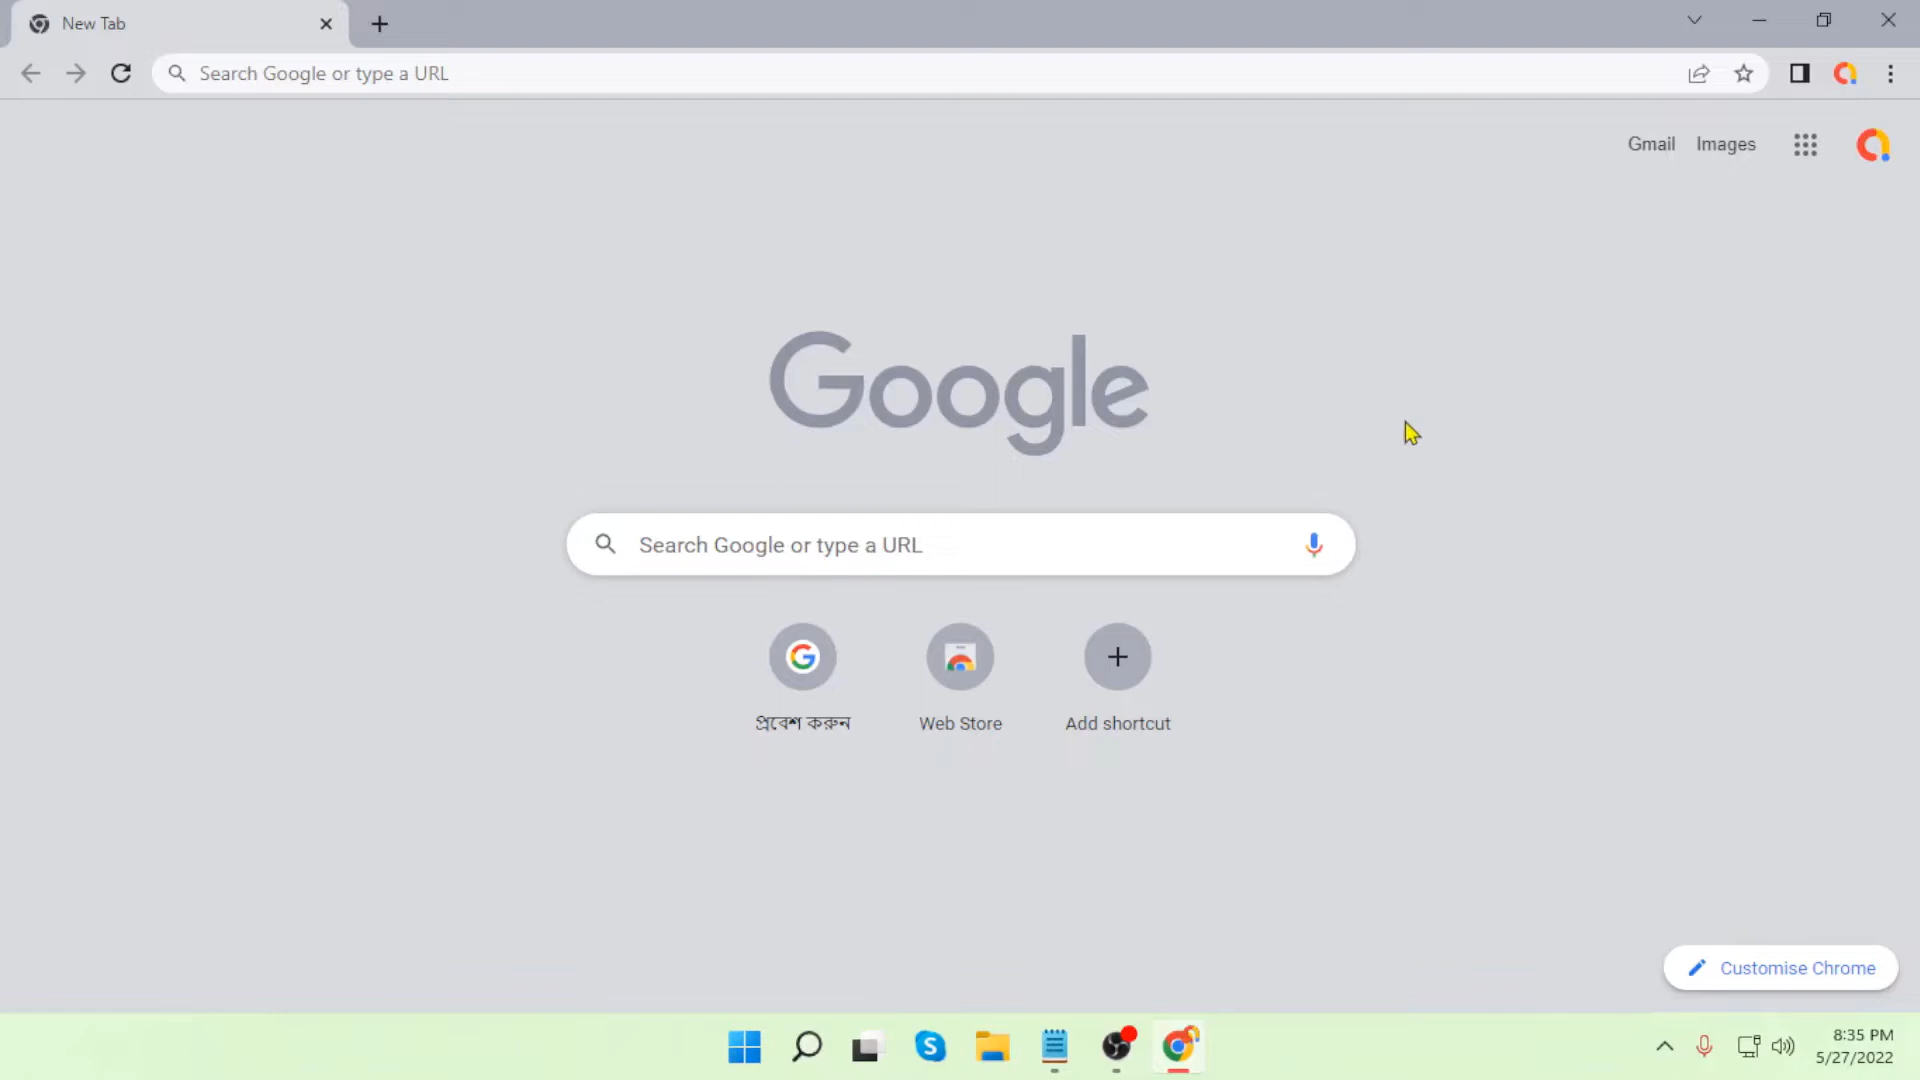 New Tab
Search Google or type a URL
Gmail Images
Google
Search Google or type a URL
প্রবেশ করুন
Web Store
Add shortcut
Customise Chrome
8:35 PM
5/27/2022